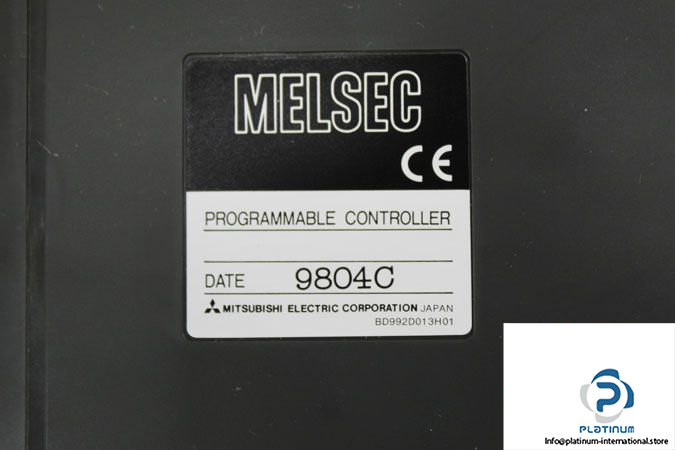 MELSEC
CE
PROGRAMMABLE CONTROLLER
DATE 9804C
MITSUBISHI ELECTRIC CORPORATION JAPAN
BD992D013H01
PLATINUM
Info@platinum-international.store